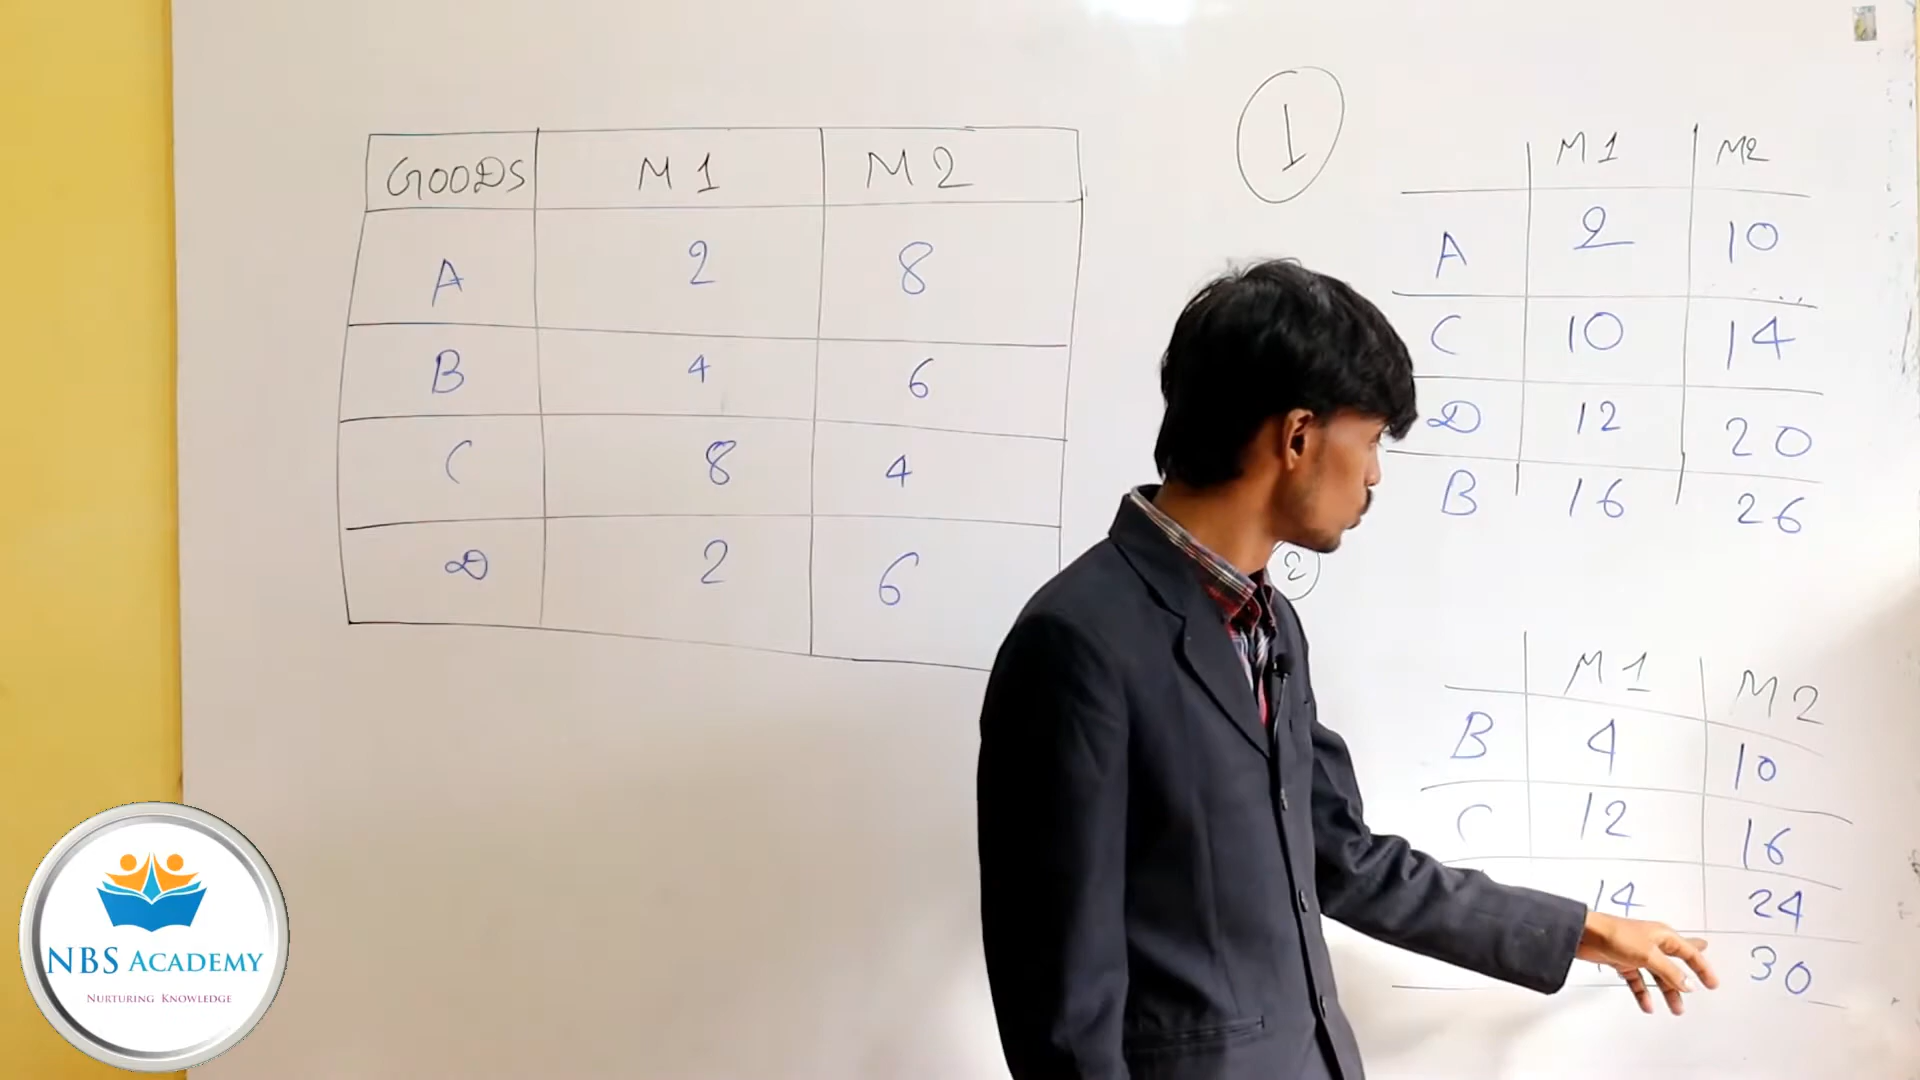 GOODS M1 M2
A 2 8
B 4 6
C 8 4
D 2 6
1
M1 M2
A 2 10
C 10 14
D 12 20
B 16 26
2
M1 M2
B 4 10
C 12 16
14 24
30
NBS ACADEMY
NURTURING KNOWLEDGE